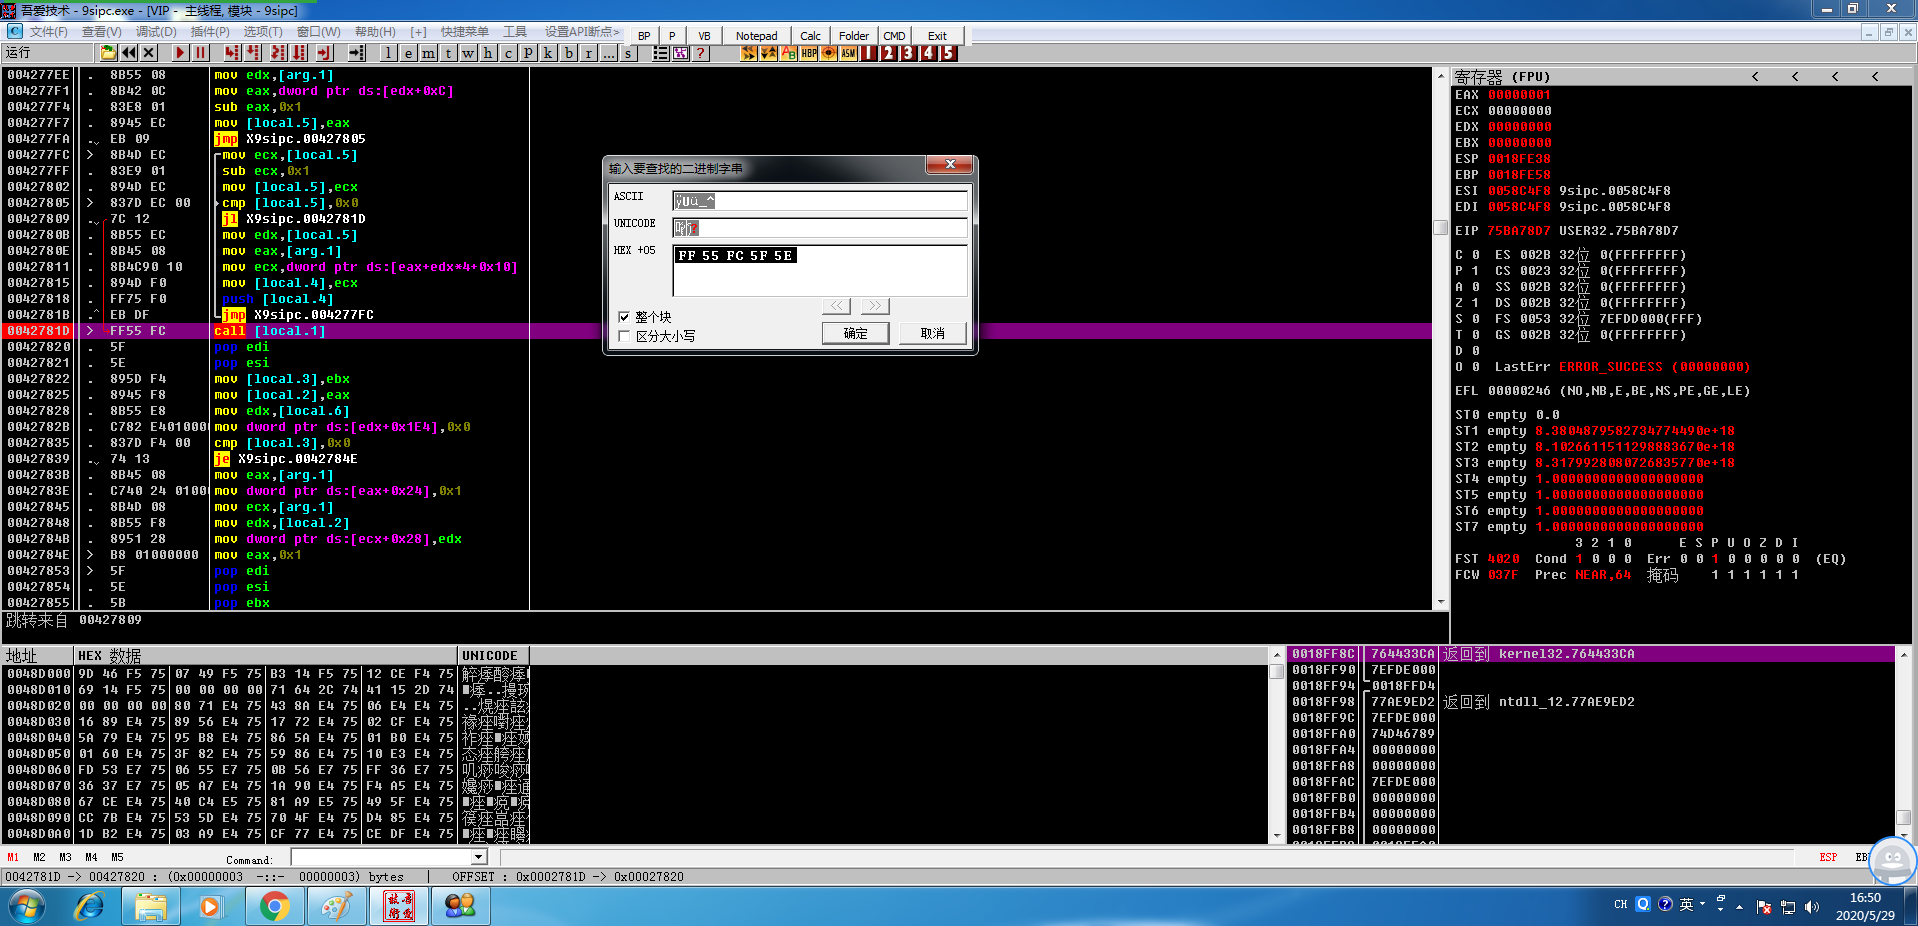 吾爱技术 - 9sipc.exe - [VIP - 主线程, 模块 - 9sipc]
文件(F) 查看(V) 调试(D) 插件(P) 选项(T) 窗口(W) 帮助(H) [+] 快捷菜单 工具 设置API断点> BP P VB Notepad Calc Folder CMD Exit
运行 l e m t w h c p k b r ... s ? HBP ASM 1 2 3 4 5
004277EE . 8B55 08 mov edx,[arg.1]
004277F1 . 8B42 0C mov eax,dword ptr ds:[edx+0xC]
004277F4 . 83E8 01 sub eax,0x1
004277F7 . 8945 EC mov [local.5],eax
004277FA . EB 09 jmp X9sipc.00427805
004277FC > 8B4D EC mov ecx,[local.5]
004277FF . 83E9 01 sub ecx,0x1
00427802 . 894D EC mov [local.5],ecx
00427805 > 837D EC 00 cmp [local.5],0x0
00427809 . 7C 12 jl X9sipc.0042781D
0042780B . 8B55 EC mov edx,[local.5]
0042780E . 8B45 08 mov eax,[arg.1]
00427811 . 8B4C90 10 mov ecx,dword ptr ds:[eax+edx*4+0x10]
00427815 . 894D F0 mov [local.4],ecx
00427818 . FF75 F0 push [local.4]
0042781B . EB DF jmp X9sipc.004277FC
0042781D > FF55 FC call [local.1]
00427820 . 5F pop edi
00427821 . 5E pop esi
00427822 . 895D F4 mov [local.3],ebx
00427825 . 8945 F8 mov [local.2],eax
00427828 . 8B55 E8 mov edx,[local.6]
0042782B . C782 E4010000 mov dword ptr ds:[edx+0x1E4],0x0
00427835 . 837D F4 00 cmp [local.3],0x0
00427839 . 74 13 je X9sipc.0042784E
0042783B . 8B45 08 mov eax,[arg.1]
0042783E . C740 24 0100 mov dword ptr ds:[eax+0x24],0x1
00427845 . 8B4D 08 mov ecx,[arg.1]
00427848 . 8B55 F8 mov edx,[local.2]
0042784B . 8951 28 mov dword ptr ds:[ecx+0x28],edx
0042784E > B8 01000000 mov eax,0x1
00427853 > 5F pop edi
00427854 . 5E pop esi
00427855 . 5B pop ebx
跳转来自 00427809
输入要查找的二进制字串
ASCII ÿUü_^
UNICODE
HEX +05 FF 55 FC 5F 5E
<< >>
整个块
区分大小写
确定 取消
寄存器 (FPU) < < < <
EAX 00000001
ECX 00000000
EDX 00000000
EBX 00000000
ESP 0018FE38
EBP 0018FE58
ESI 0058C4F8 9sipc.0058C4F8
EDI 0058C4F8 9sipc.0058C4F8
EIP 75BA78D7 USER32.75BA78D7
C 0 ES 002B 32位 0(FFFFFFFF)
P 1 CS 0023 32位 0(FFFFFFFF)
A 0 SS 002B 32位 0(FFFFFFFF)
Z 1 DS 002B 32位 0(FFFFFFFF)
S 0 FS 0053 32位 7EFDD000(FFF)
T 0 GS 002B 32位 0(FFFFFFFF)
D 0
O 0 LastErr ERROR_SUCCESS (00000000)
EFL 00000246 (NO,NB,E,BE,NS,PE,GE,LE)
ST0 empty 0.0
ST1 empty 8.3804879582734774490e+18
ST2 empty 8.1026611511298883670e+18
ST3 empty 8.3179928080726835770e+18
ST4 empty 1.0000000000000000000
ST5 empty 1.0000000000000000000
ST6 empty 1.0000000000000000000
ST7 empty 1.0000000000000000000
3 2 1 0 E S P U O Z D I
FST 4020 Cond 1 0 0 0 Err 0 0 1 0 0 0 0 0 (EQ)
FCW 037F Prec NEAR,64 掩码 1 1 1 1 1 1
地址 HEX 数据 UNICODE
0048D000 9D 46 F5 75 07 49 F5 75 B3 14 F5 75 12 CE F4 75
0048D010 69 14 F5 75 00 00 00 00 71 64 2C 74 41 15 2D 74
0048D020 00 00 00 00 80 71 E4 75 43 8A E4 75 06 E4 E4 75
0048D030 16 89 E4 75 89 56 E4 75 17 72 E4 75 02 CF E4 75
0048D040 5A 79 E4 75 95 B8 E4 75 86 5A E4 75 01 B0 E4 75
0048D050 01 60 E4 75 3F 82 E4 75 59 86 E4 75 10 E3 E4 75
0048D060 FD 53 E7 75 06 55 E7 75 0B 56 E7 75 FF 36 E7 75
0048D070 36 37 E7 75 05 A7 E4 75 1A 90 E4 75 F4 A5 E4 75
0048D080 67 CE E4 75 40 C4 E5 75 81 A9 E5 75 49 5F E4 75
0048D090 CC 7B E4 75 53 5D E4 75 70 4F E4 75 D4 85 E4 75
0048D0A0 1D B2 E4 75 03 A9 E4 75 CF 77 E4 75 CE DF E4 75
0018FF8C 764433CA 返回到 kernel32.764433CA
0018FF90 7EFDE000
0018FF94 0018FFD4
0018FF98 77AE9ED2 返回到 ntdll_12.77AE9ED2
0018FF9C 7EFDE000
0018FFA0 74D46789
0018FFA4 00000000
0018FFA8 00000000
0018FFAC 7EFDE000
0018FFB0 00000000
0018FFB4 00000000
0018FFB8 00000000
M1 M2 M3 M4 M5 Command: ESP EB
0042781D -> 00427820 : (0x00000003 -::- 00000003) bytes | OFFSET : 0x0002781D -> 0x00027820
CH 英 16:50
2020/5/29